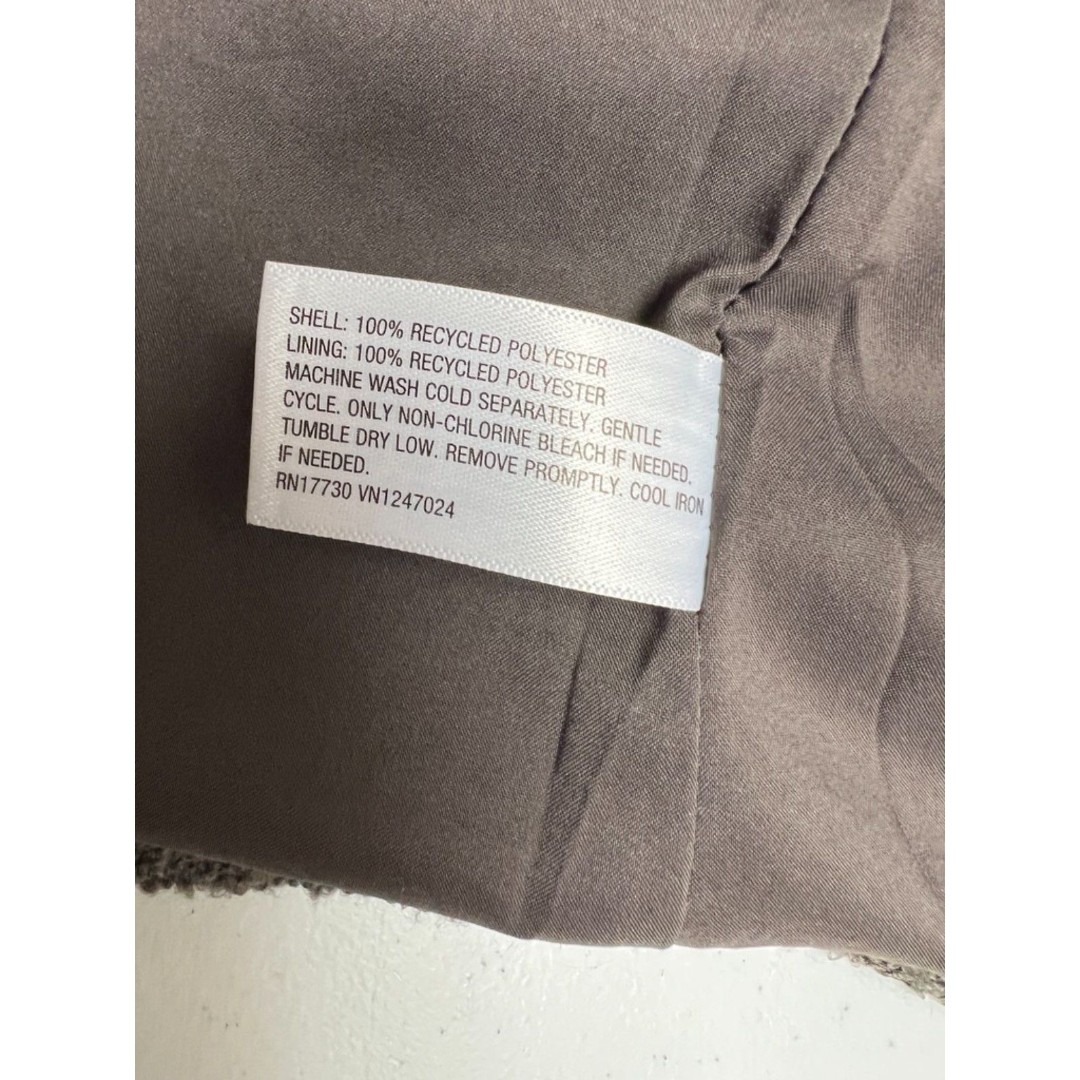 SHELL: 100% RECYCLED POLYESTER
LINING: 100% RECYCLED POLYESTER
MACHINE WASH COLD SEPARATELY. GENTLE
CYCLE. ONLY NON-CHLORINE BLEACH IF NEEDED.
TUMBLE DRY LOW. REMOVE PROMPTLY. COOL IRON
IF NEEDED.
RN17730 VN1247024